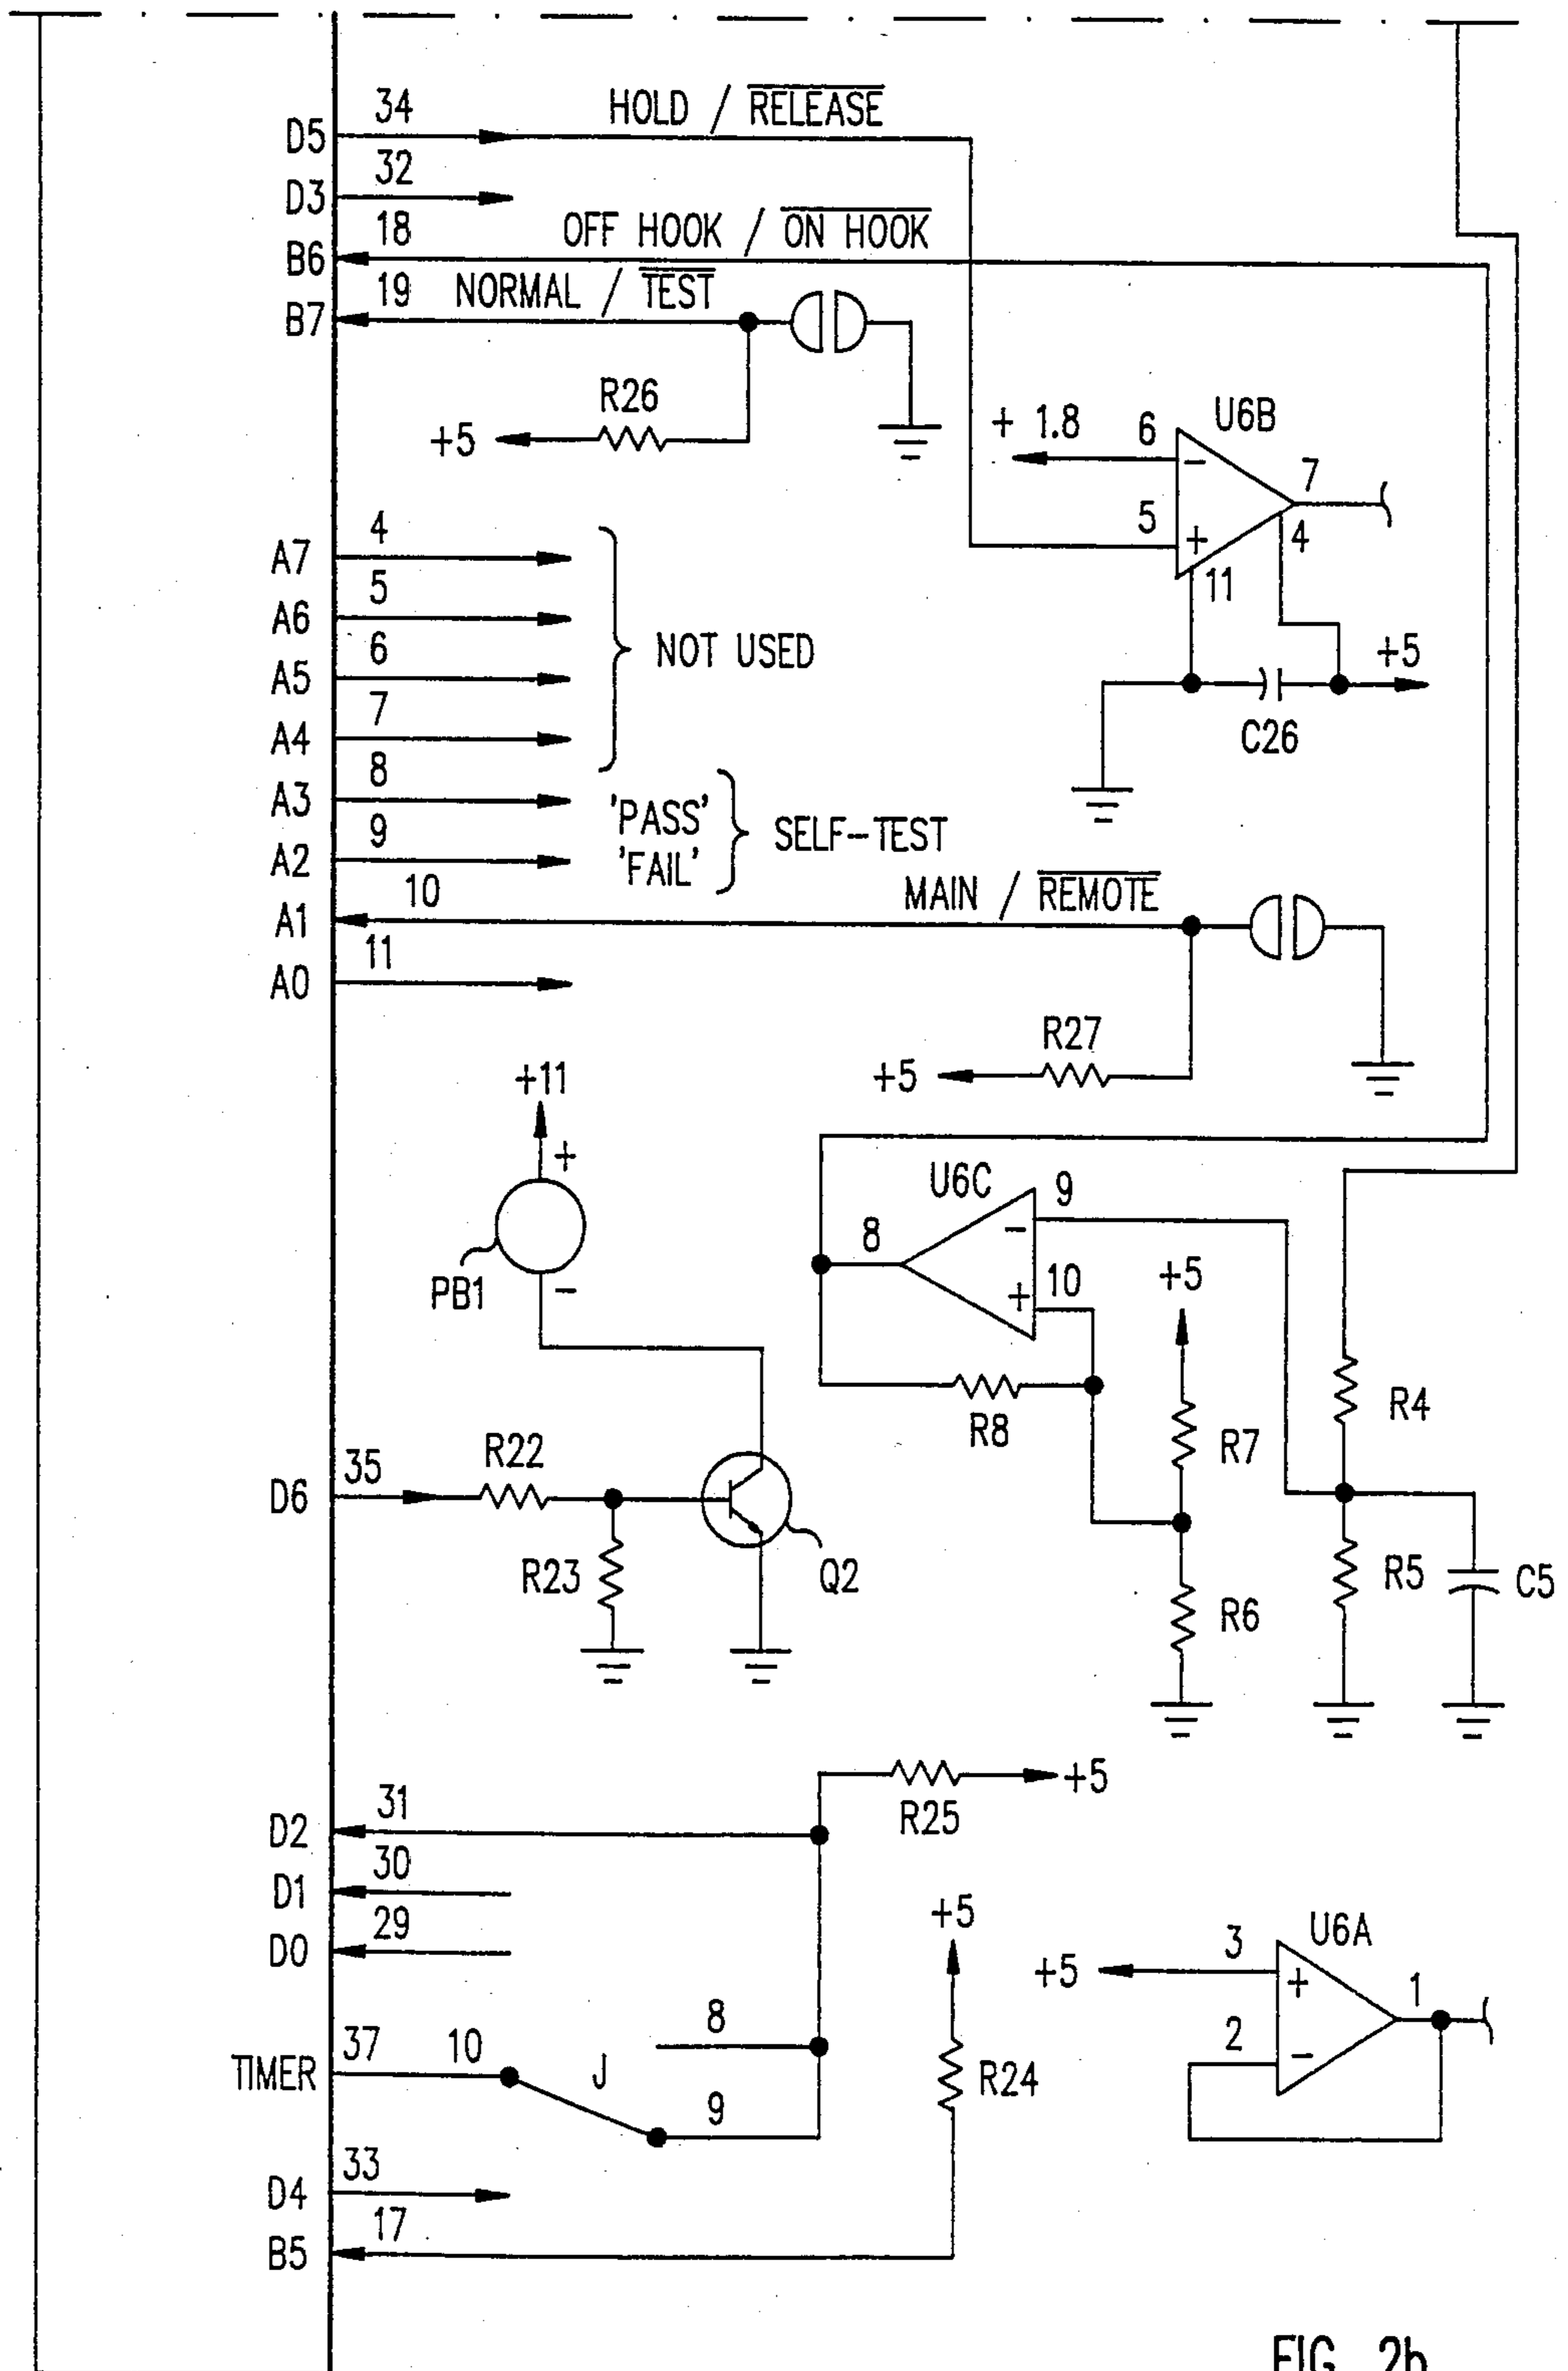 34 HOLD / RELEASE
D5
32
D3
18 OFF HOOK / ON HOOK
B6
19 NORMAL / TEST
B7
R26
+5
+ 1.8 6 U6B
- 7
5
+ 4
11
+5
C26
4
A7
5
A6
6
A5 NOT USED
7
A4
8
A3 'PASS'
9 SELF-TEST
A2 'FAIL'
10 MAIN / REMOTE
A1
11
A0
R27
+5
+11
+
PB1
-
U6C 9
8 -
10 +5
+
R8 R7 R4
35 R22
D6
R23 Q2 R6 R5 C5
R25 +5
31
D2
30
D1
29
D0
+5
U6A
+5 3
+ 1
2
-
8
37 10 J
TIMER
9
R24
33
D4
17
B5
FIG. 2b